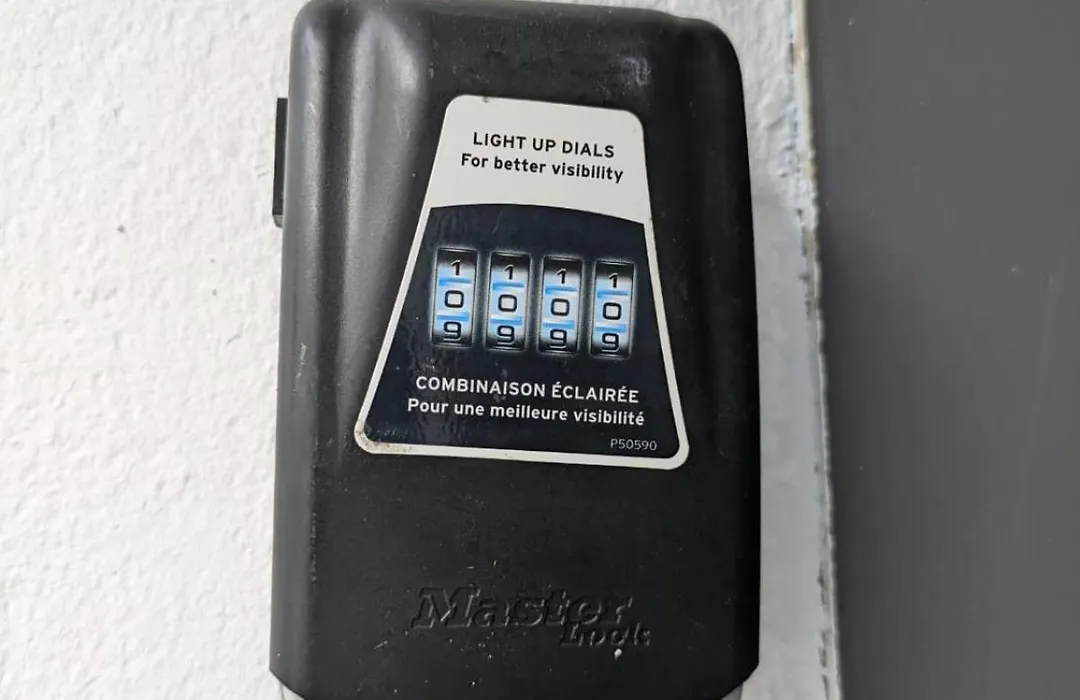 LIGHT UP DIALS
For better visibility
1 1 1 1
0 0 0 0
9 9 9 9
COMBINAISON ÉCLAIRÉE
Pour une meilleure visibilité
P50590
Master
Lock